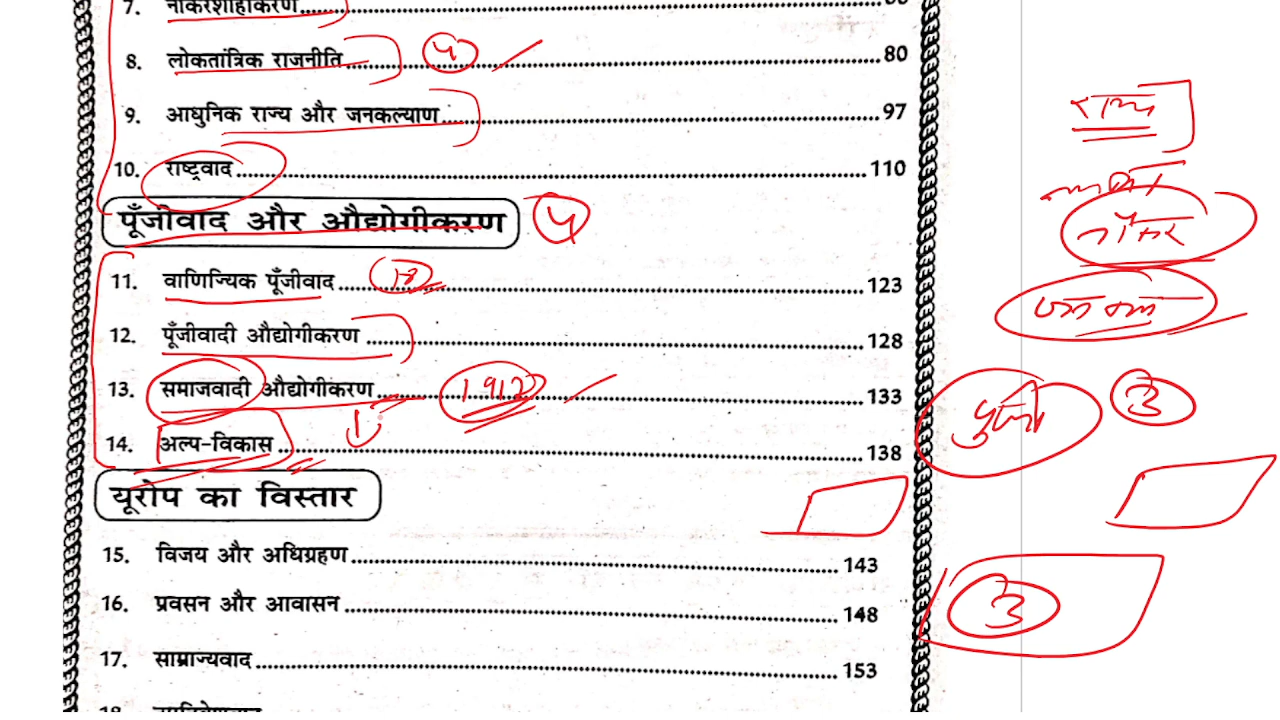 7. नौकरशाहीकरण
8. लोकतांत्रिक राजनीति 80
9. आधुनिक राज्य और जनकल्याण 97
10. राष्ट्रवाद 110
पूँजीवाद और औद्योगीकरण
11. वाणिज्यिक पूँजीवाद 123
12. पूँजीवादी औद्योगीकरण 128
13. समाजवादी औद्योगीकरण 133
14. अल्प-विकास 138
यूरोप का विस्तार
15. विजय और अधिग्रहण 143
16. प्रवसन और आवासन 148
17. साम्राज्यवाद 153
राज्य
3
3